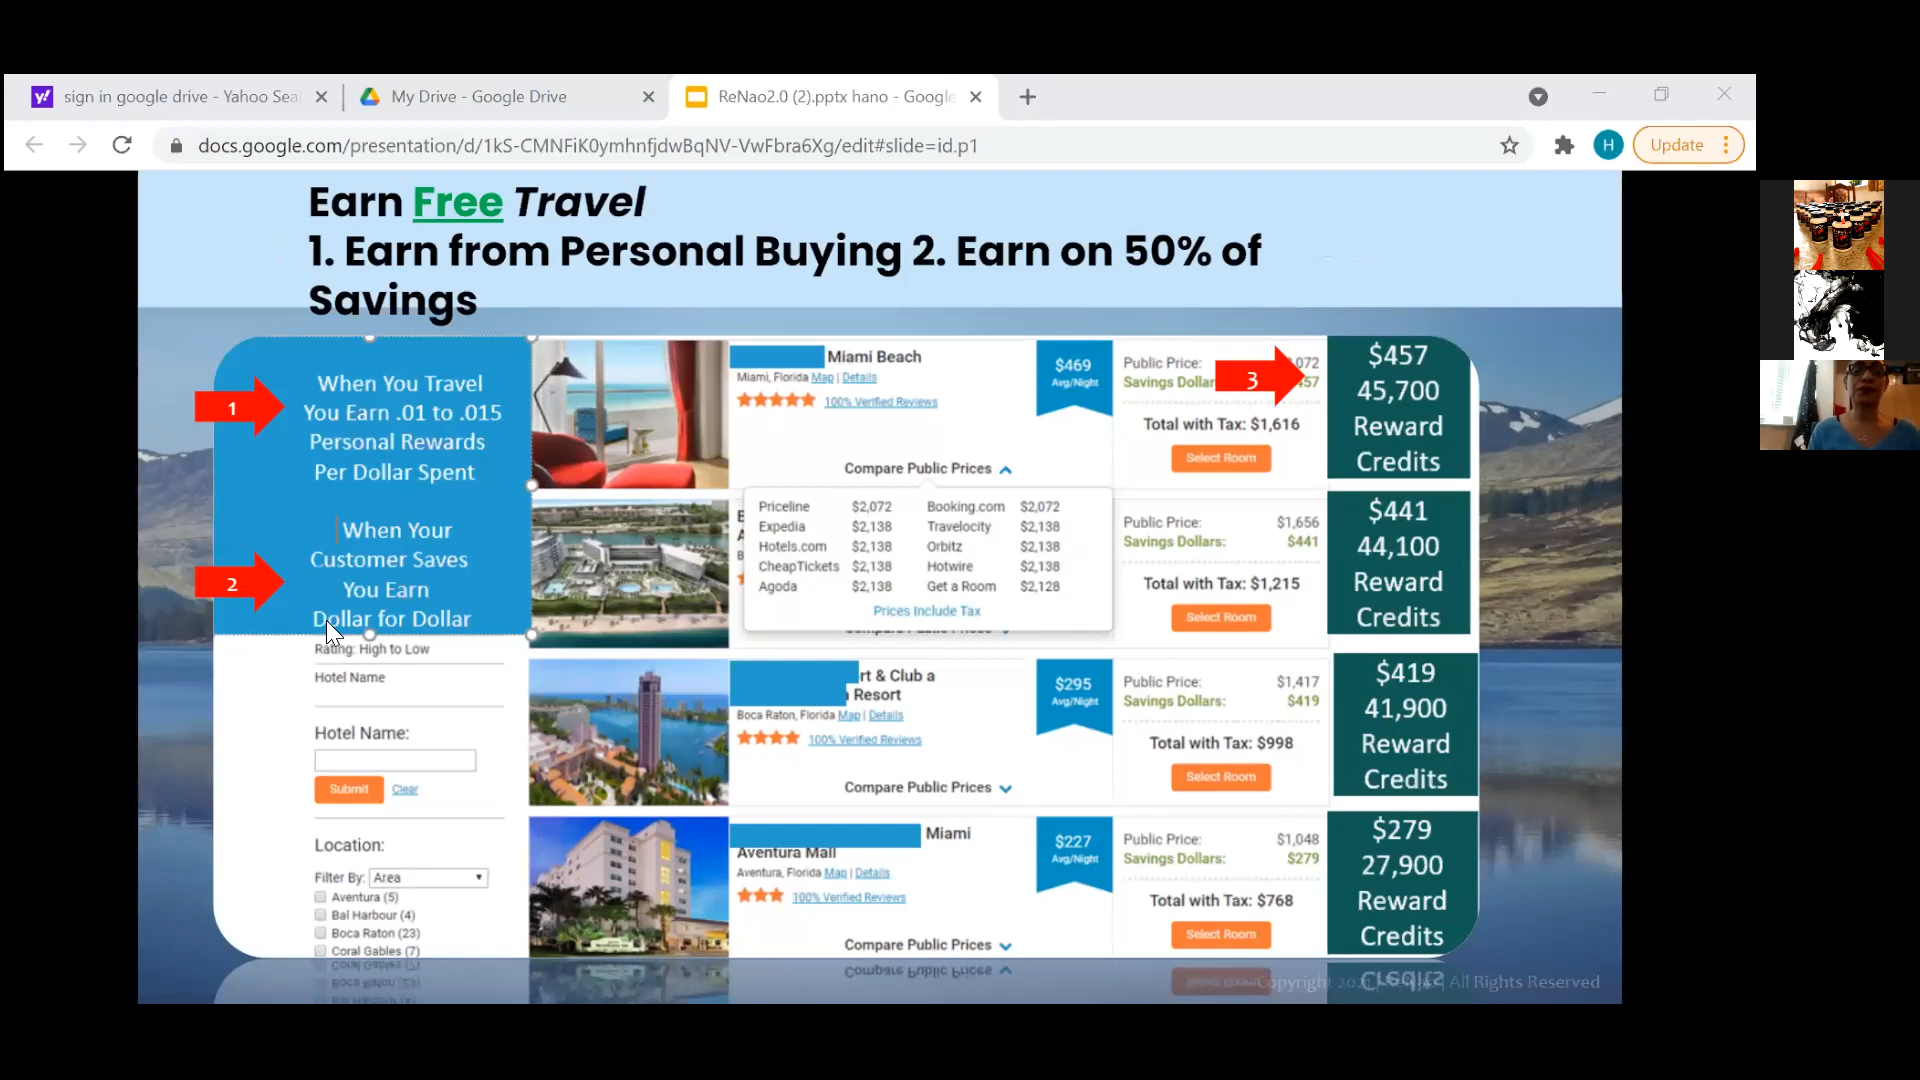 sign in google drive - Yahoo Sea
My Drive - Google Drive
ReNao2.0 (2).pptx hano - Google
docs.google.com/presentation/d/1kS-CMNFiK0ymhnfjdwBqNV-VwFbra6Xg/edit#slide=id.p1
H
Update
Earn Free Travel
1. Earn from Personal Buying 2. Earn on 50% of
Savings
1
When You Travel
You Earn .01 to .015
Personal Rewards
Per Dollar Spent
2
When Your
Customer Saves
You Earn
Dollar for Dollar
Rating: High to Low
Hotel Name
Hotel Name:
Submit
Clear
Location:
Filter By: Area
Aventura (5)
Bal Harbour (4)
Boca Raton (23)
Coral Gables (7)
Miami Beach
Miami, Florida Map | Details
100% Verified Reviews
$469
Avg/Night
Public Price: 072
Savings Dollar 57
3
Total with Tax: $1,616
Select Room
Compare Public Prices
$457
45,700
Reward
Credits
Priceline $2,072 Booking.com $2,072
Expedia $2,138 Travelocity $2,138
Hotels.com $2,138 Orbitz $2,138
CheapTickets $2,138 Hotwire $2,138
Agoda $2,138 Get a Room $2,128
Prices Include Tax
Public Price: $1,656
Savings Dollars: $441
Total with Tax: $1,215
Select Room
$441
44,100
Reward
Credits
rt & Club a
Resort
Boca Raton, Florida Map | Details
100% Verified Reviews
$295
Avg/Night
Public Price: $1,417
Savings Dollars: $419
Total with Tax: $998
Select Room
Compare Public Prices
$419
41,900
Reward
Credits
Miami
Aventura Mall
Aventura, Florida Map | Details
100% Verified Reviews
$227
Avg/Night
Public Price: $1,048
Savings Dollars: $279
Total with Tax: $768
Select Room
Compare Public Prices
$279
27,900
Reward
Credits
Copyright All Rights Reserved